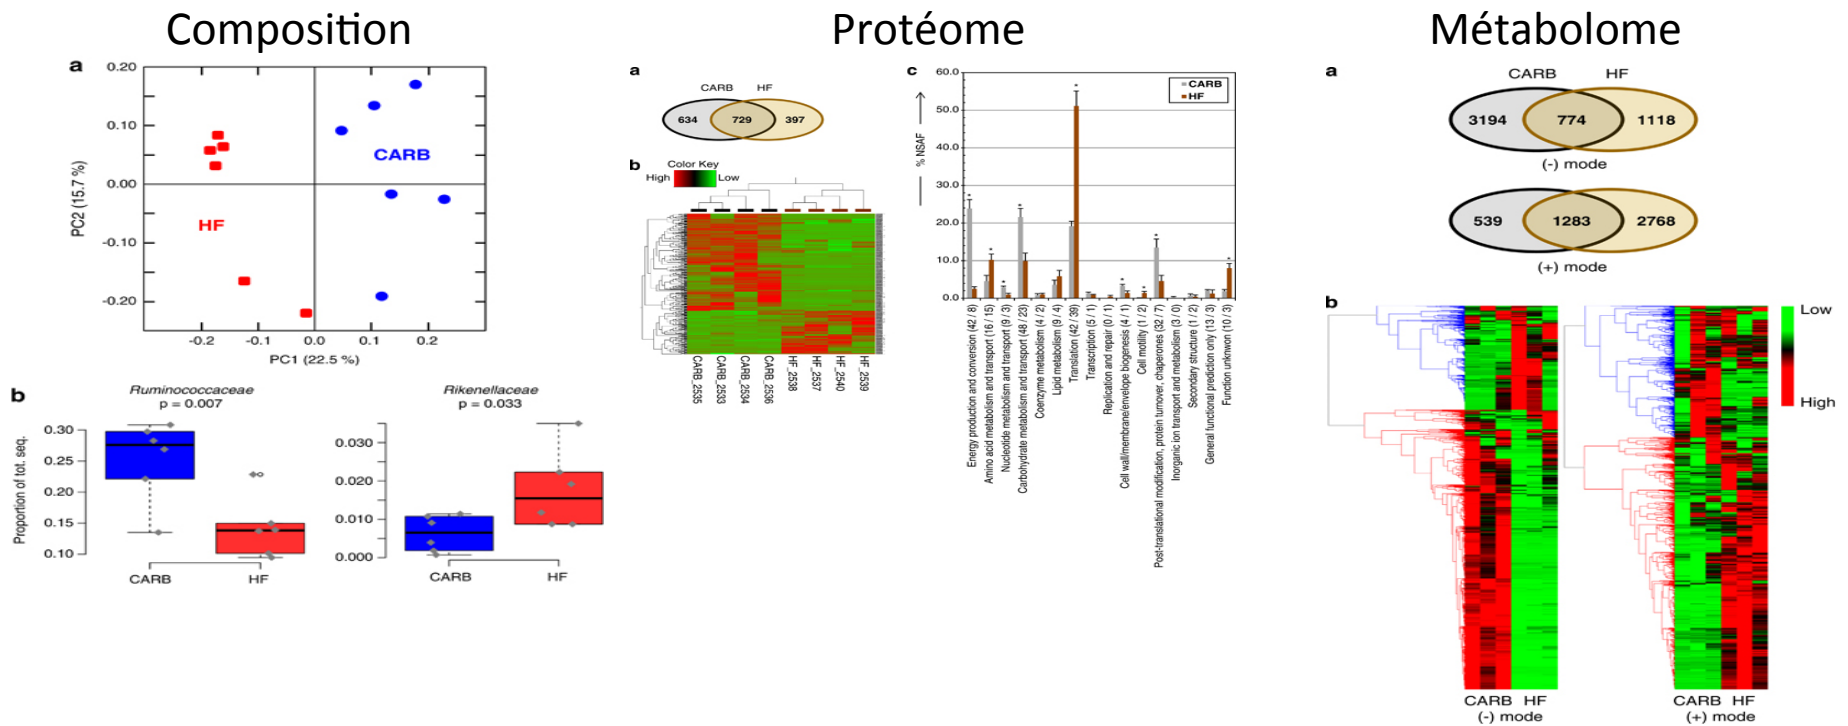 Composition
a
0.20
0.10
0.00
-0.10
-0.20
PC2 (15.7 %)
CARB
HF
-0.2
-0.1
0.0
0.1
0.2
PC1 (22.5 %)
b
Ruminococcaceae
p = 0.007
Proportion of tot. seq.
0.30
0.25
0.20
0.15
0.10
CARB
HF
Rikenellaceae
p = 0.033
0.030
0.020
0.010
0.000
CARB
HF
Protéome
a
CARB
HF
634
729
397
b
Color Key
High
Low
CARB_2535
CARB_2533
CARB_2534
CARB_2536
HF_2538
HF_2537
HF_2540
HF_2539
c
60.0
50.0
40.0
30.0
20.0
10.0
0.0
% NSAF
CARB
HF
* * * * * * * * *
Energy production and conversion (42 / 8)
Amino acid metabolism and transport (16 / 15)
Nucleotide metabolism and transport (9 / 3)
Carbohydrate metabolism and transport (48 / 23)
Coenzyme metabolism (4 / 2)
Lipid metabolism (9 / 4)
Translation (42 / 39)
Transcription (5 / 1)
Replication and repair (0 / 1)
Cell wall/membrane/envelope biogenesis (4 / 1)
Cell motility (1 / 2)
Post-translational modification, protein turnover, chaperones (32 / 7)
Inorganic ion transport and metabolism (3 / 0)
Secondary structure (1 / 2)
General functional prediction only (13 / 3)
Function unknwon (10 / 3)
Métabolome
a
CARB
HF
3194
774
1118
(-) mode
539
1283
2768
(+) mode
b
Low
High
CARB HF
(-) mode
CARB HF
(+) mode